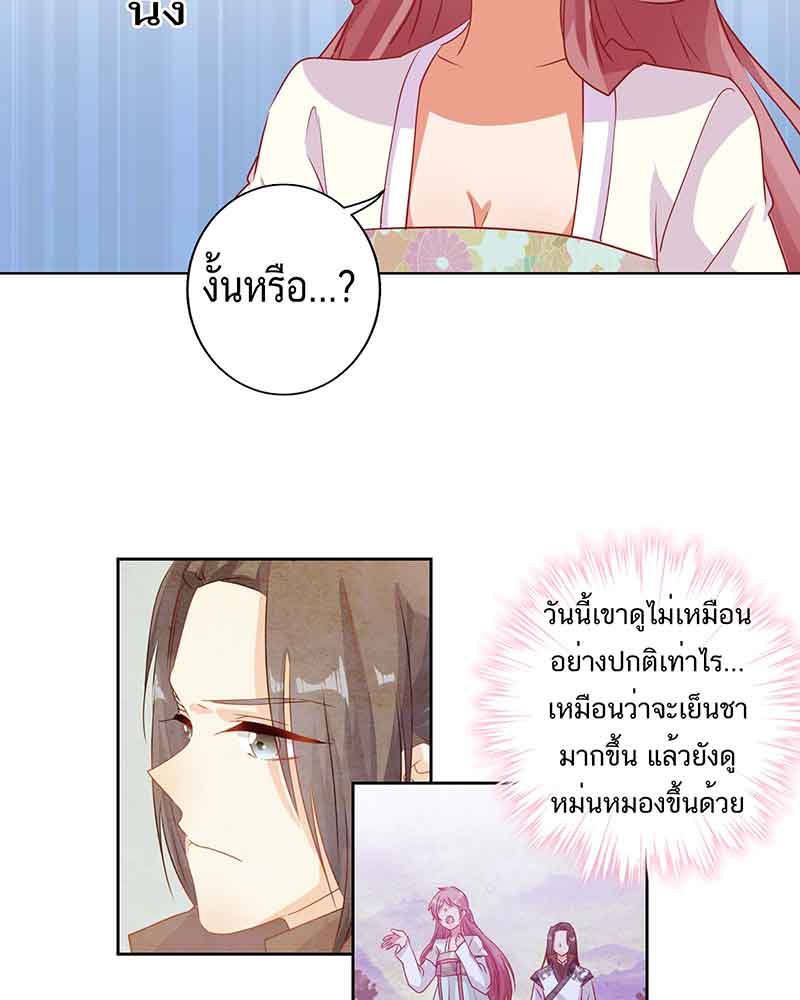 นิ่ง
งั้นหรือ...?
วันนี้เขาดูไม่เหมือน
อย่างปกติเท่าไร...
เหมือนว่าจะเย็นชา
มากขึ้น แล้วยังดู
หม่นหมองขึ้นด้วย